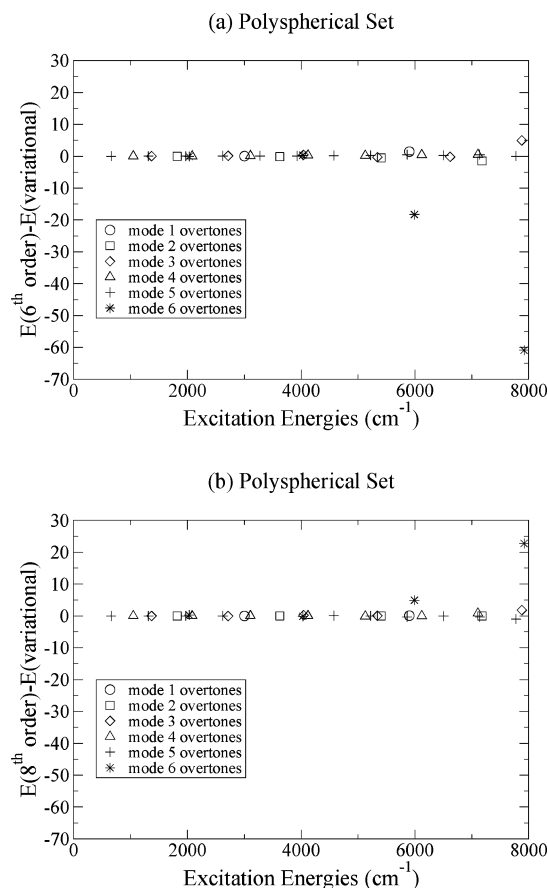 (a) Polyspherical Set
30
20
10
0
-10
-20
-30
-40
-50
-60
-70
E(6th order)-E(variational)
mode 1 overtones
mode 2 overtones
mode 3 overtones
mode 4 overtones
mode 5 overtones
mode 6 overtones
0 2000 4000 6000 8000
Excitation Energies (cm-1)
(b) Polyspherical Set
30
20
10
0
-10
-20
-30
-40
-50
-60
-70
E(8th order)-E(variational)
mode 1 overtones
mode 2 overtones
mode 3 overtones
mode 4 overtones
mode 5 overtones
mode 6 overtones
0 2000 4000 6000 8000
Excitation Energies (cm-1)